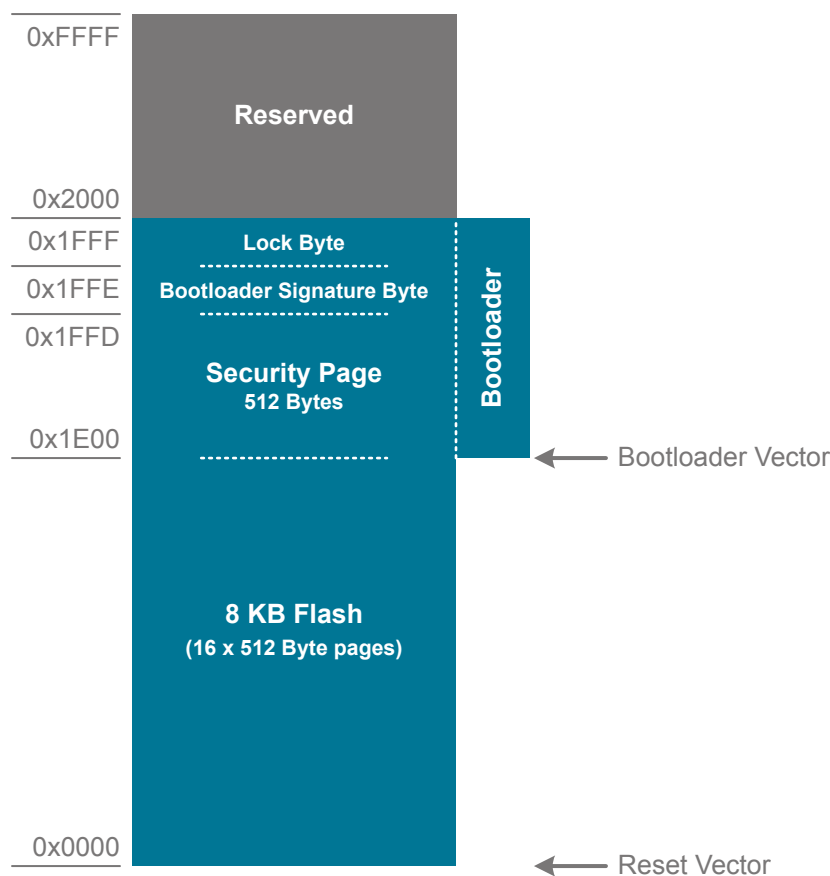 0xFFFF
Reserved
0x2000
0x1FFF
Lock Byte
0x1FFE
Bootloader Signature Byte
Bootloader
0x1FFD
Security Page
512 Bytes
0x1E00
Bootloader Vector
8 KB Flash
(16 x 512 Byte pages)
0x0000
Reset Vector